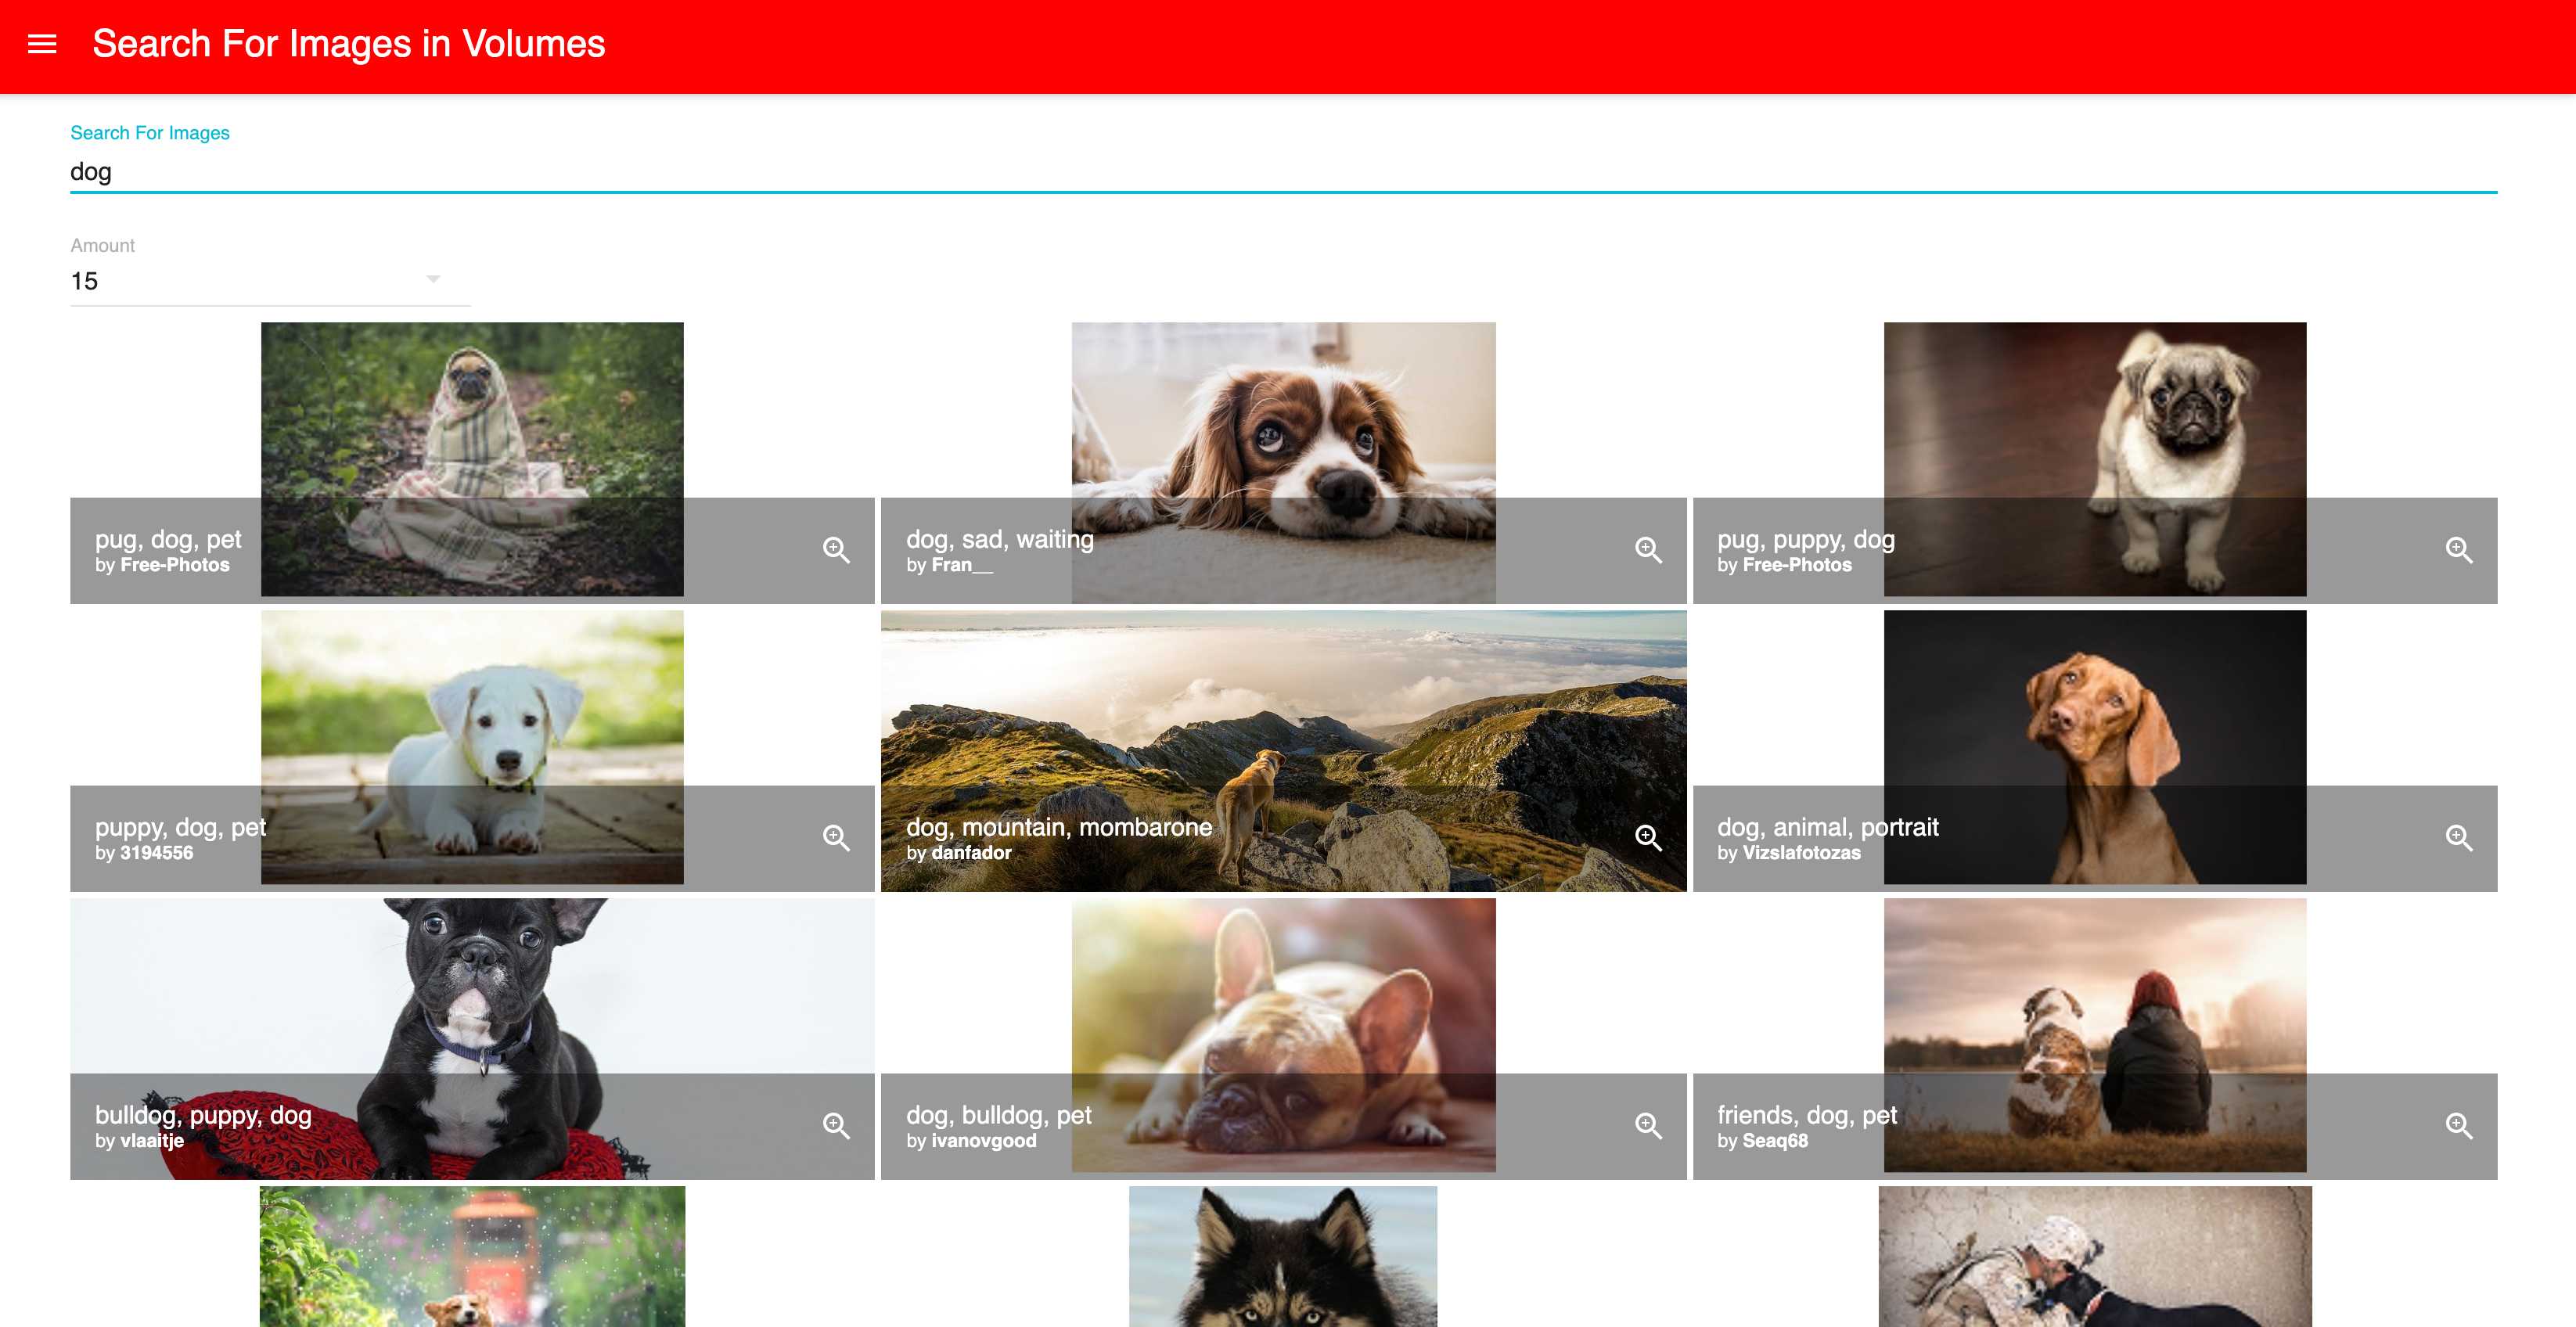 Search For Images in Volumes
Search For Images
dog
Amount
15
pug, dog, pet
by Free-Photos
dog, sad, waiting
by Fran__
pug, puppy, dog
by Free-Photos
puppy, dog, pet
by 3194556
dog, mountain, mombarone
by danfador
dog, animal, portrait
by Vizslafotozas
bulldog, puppy, dog
by vlaaitje
dog, bulldog, pet
by ivanovgood
friends, dog, pet
by Seaq68